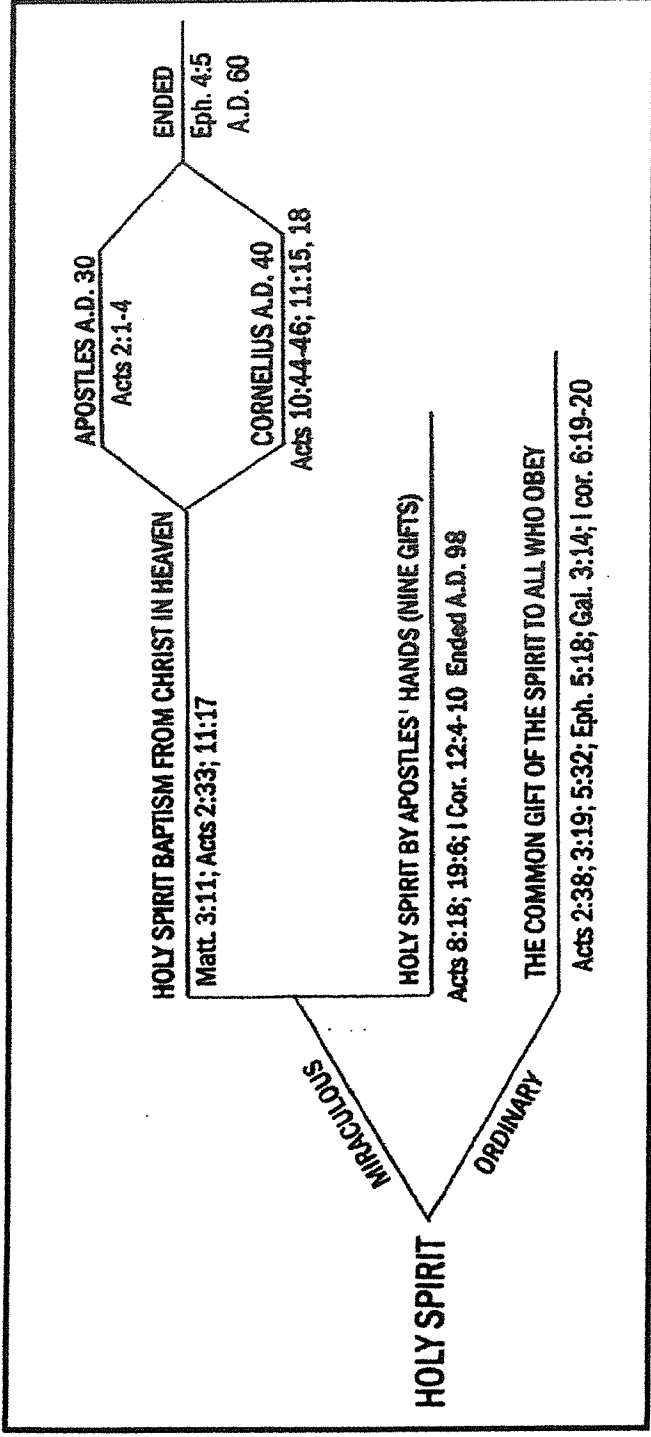 HOLY SPIRIT
MIRACULOUS
HOLY SPIRIT BAPTISM FROM CHRIST IN HEAVEN
Matt. 3:11; Acts 2:33; 11:17
APOSTLES A.D. 30
Acts 2:1-4
CORNELIUS A.D. 40
Acts 10:44-46; 11:15, 18
ENDED
Eph. 4:5
A.D. 60
HOLY SPIRIT BY APOSTLES' HANDS (NINE GIFTS)
Acts 8:18; 19:6; I Cor. 12:4-10 Ended A.D. 98
ORDINARY
THE COMMON GIFT OF THE SPIRIT TO ALL WHO OBEY
Acts 2:38; 3:19; 5:32; Eph. 5:18; Gal. 3:14; I cor. 6:19-20